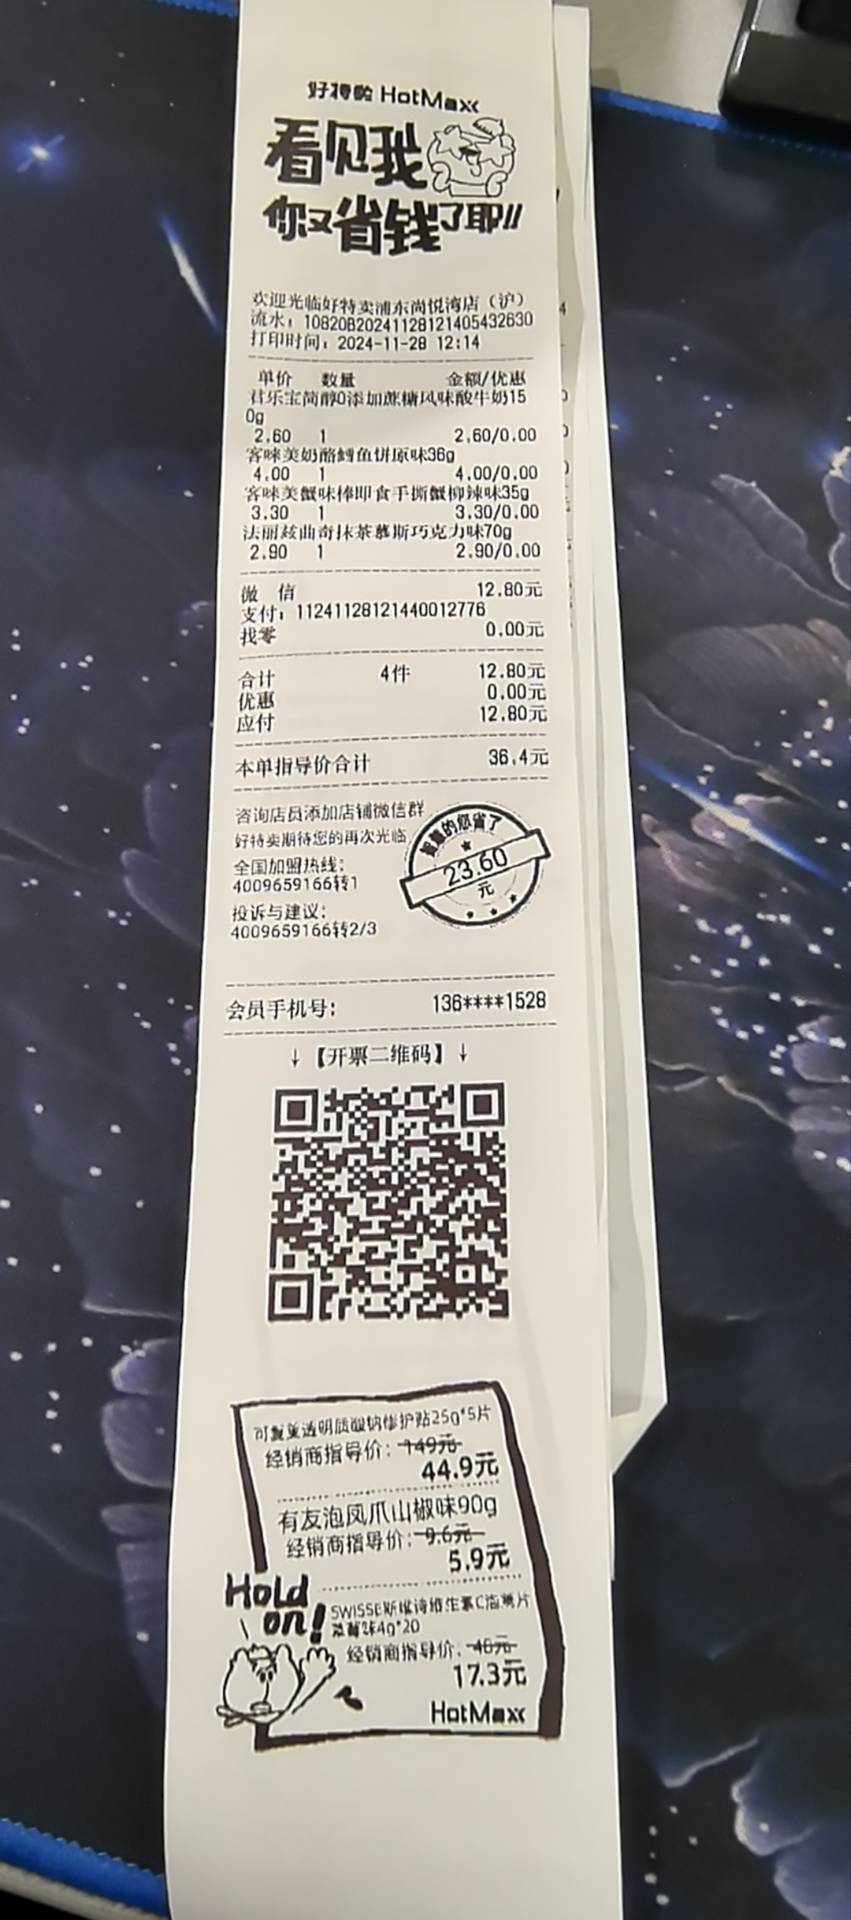 好特卖 HotMaxx
看见我
你又省钱了耶!!
欢迎光临好特卖浦东尚悦湾店（沪）
流水：10820B20241128121405432630
打印时间：2024-11-28 12:14
单价 数量 金额/优惠
君乐宝简醇0添加蔗糖风味酸牛奶15
0g
2.60 1 2.60/0.00
客唻美奶酪鳕鱼饼原味36g
4.00 1 4.00/0.00
客唻美蟹味棒即食手撕蟹柳辣味35g
3.30 1 3.30/0.00
法丽兹曲奇抹茶慕斯巧克力味70g
2.90 1 2.90/0.00
微 信 12.80元
支付：11241128121440012776
找零 0.00元
合计 4件 12.80元
优惠 0.00元
应付 12.80元
本单指导价合计 36.4元
咨询店员添加店铺微信群
好特卖期待您的再次光临
全国加盟热线：
4009659166转1
投诉与建议：
4009659166转2/3
智慧的您省了
23.60
元
会员手机号: 136****1528
↓【开票二维码】↓
可复美透明质酸钠修护贴25g*5片
经销商指导价：149元
44.9元
有友泡凤爪山椒味90g
经销商指导价：9.6元
5.9元
Hold on!
SWISSE斯维诗维生素C泡腾片
4g*20
经销商指导价：46元
17.3元
HotMaxx